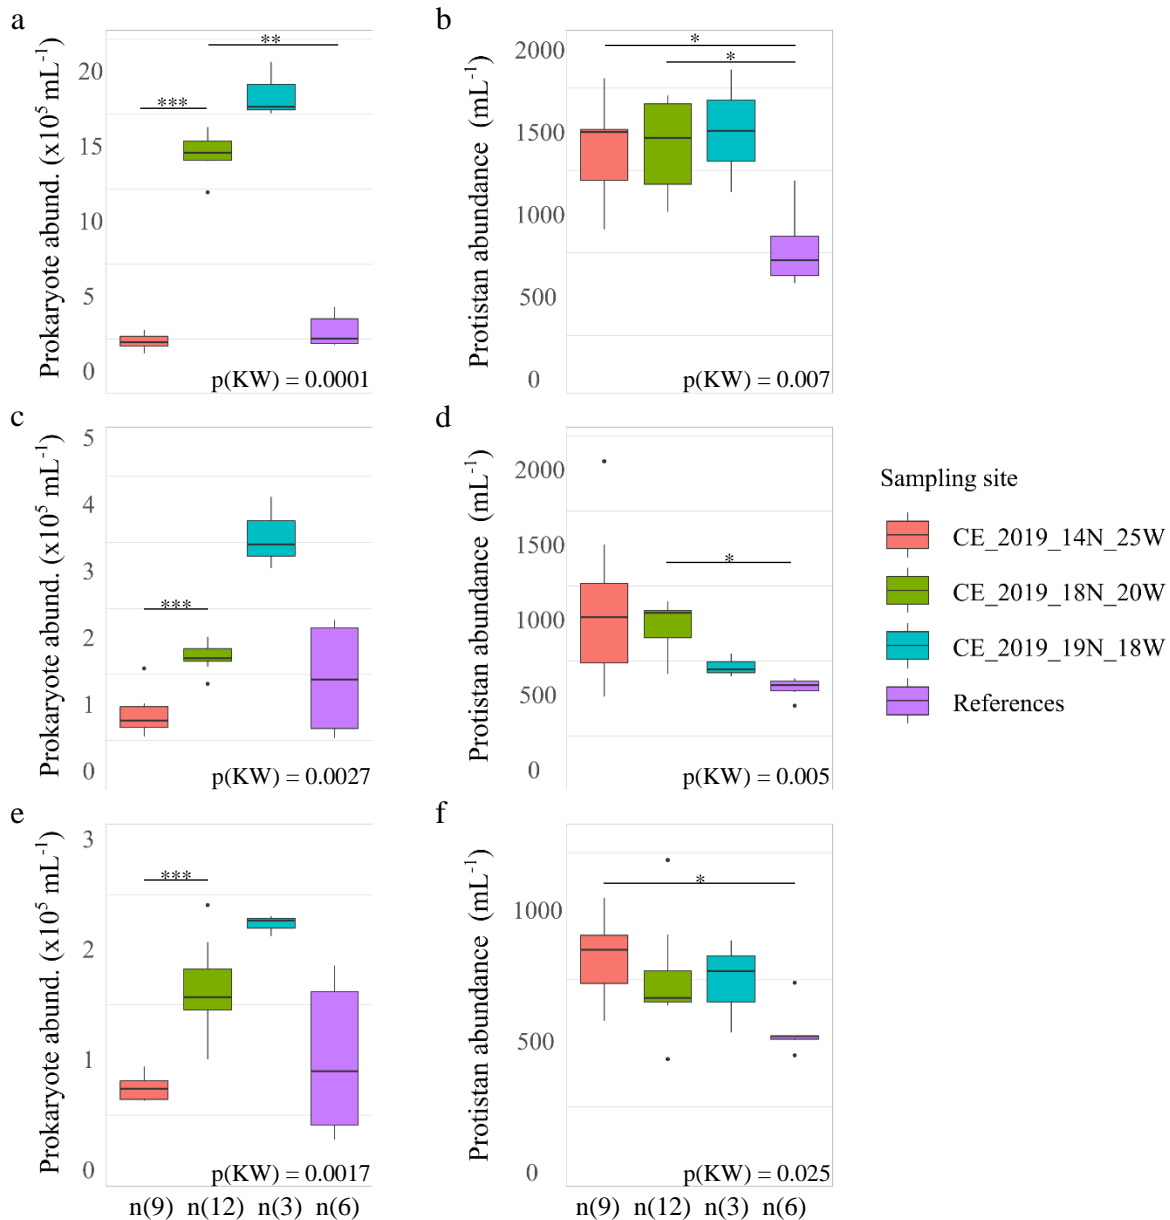 a
Prokaryote abund. (x10⁵ mL⁻¹)
20
15
10
5
0
***
**
p(KW) = 0.0001
b
Protistan abundance (mL⁻¹)
2000
1500
1000
500
0
*
*
p(KW) = 0.007
c
Prokaryote abund. (x10⁵ mL⁻¹)
5
4
3
2
1
0
***
p(KW) = 0.0027
d
Protistan abundance (mL⁻¹)
2000
1500
1000
500
0
*
p(KW) = 0.005
Sampling site
CE_2019_14N_25W
CE_2019_18N_20W
CE_2019_19N_18W
References
e
Prokaryote abund. (x10⁵ mL⁻¹)
3
2
1
0
***
p(KW) = 0.0017
n(9) n(12) n(3) n(6)
f
Protistan abundance (mL⁻¹)
1000
500
0
*
p(KW) = 0.025
n(9) n(12) n(3) n(6)